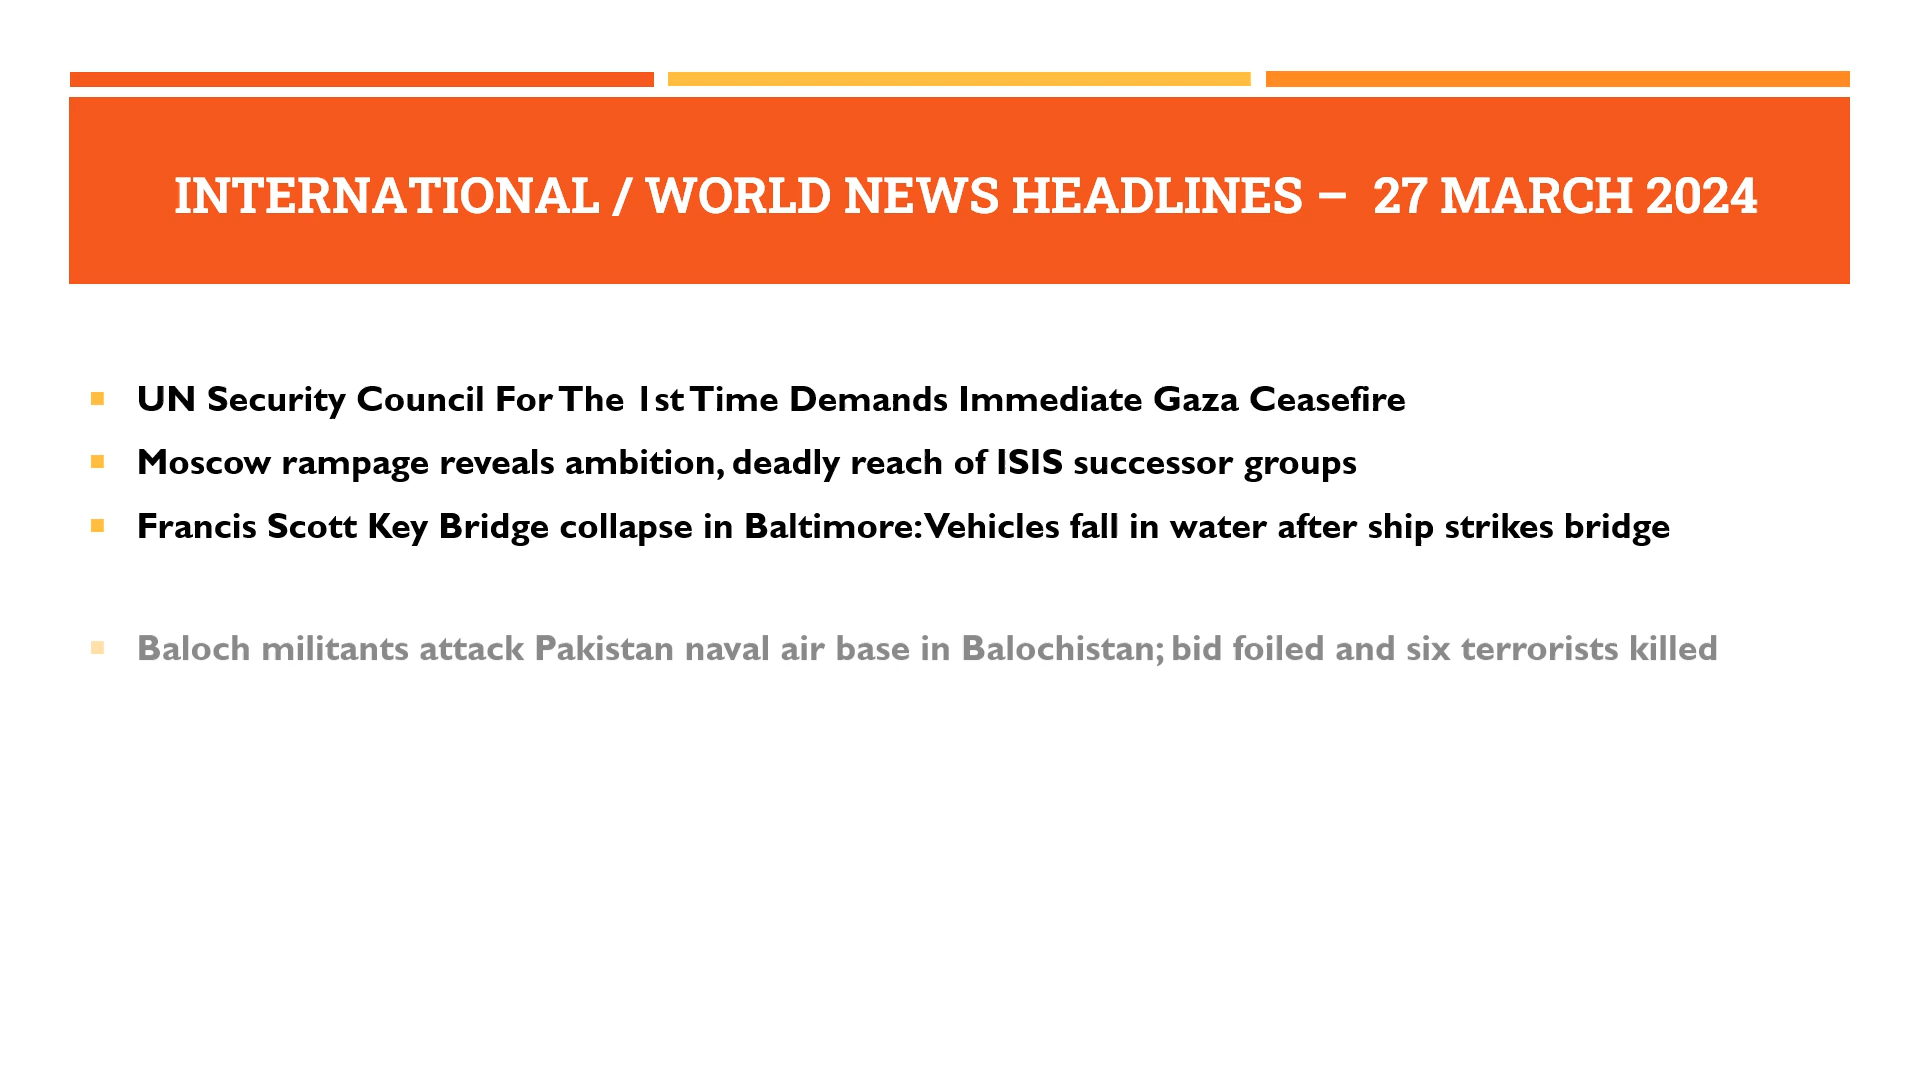 INTERNATIONAL / WORLD NEWS HEADLINES – 27 MARCH 2024
UN Security Council For The 1st Time Demands Immediate Gaza Ceasefire
Moscow rampage reveals ambition, deadly reach of ISIS successor groups
Francis Scott Key Bridge collapse in Baltimore: Vehicles fall in water after ship strikes bridge
Baloch militants attack Pakistan naval air base in Balochistan; bid foiled and six terrorists killed